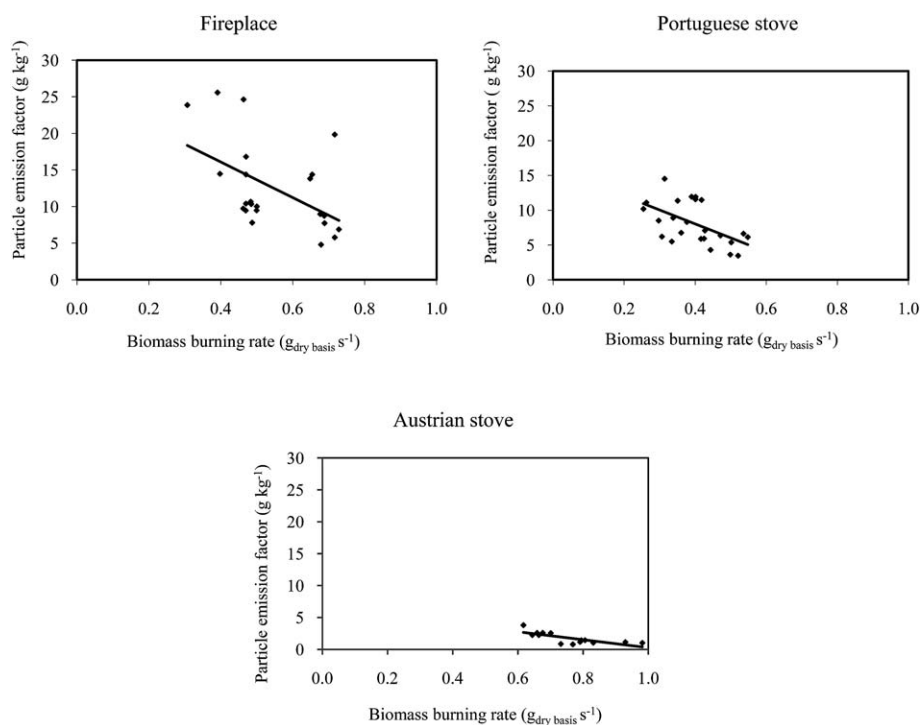 Fireplace
Particle emission factor (g kg⁻¹)
30
25
20
15
10
5
0
0.0 0.2 0.4 0.6 0.8 1.0
Biomass burning rate (g_dry basis s⁻¹)
Portuguese stove
Particle emission factor ( g kg⁻¹)
30
25
20
15
10
5
0
0.0 0.2 0.4 0.6 0.8 1.0
Biomass burning rate (g_dry basis s⁻¹)
Austrian stove
Particle emission factor (g kg⁻¹)
30
25
20
15
10
5
0
0.0 0.2 0.4 0.6 0.8 1.0
Biomass burning rate (g_dry basis s⁻¹)